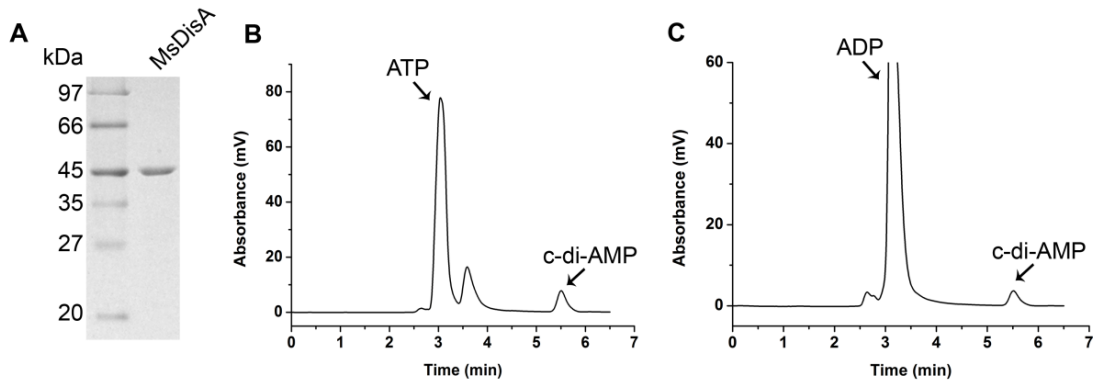 A
kDa
MsDisA
97
66
45
35
27
20
B
ATP
c-di-AMP
Absorbance (mV)
80
60
40
20
0
0 1 2 3 4 5 6 7
Time (min)
C
ADP
c-di-AMP
Absorbance (mV)
60
40
20
0
0 1 2 3 4 5 6 7
Time (min)